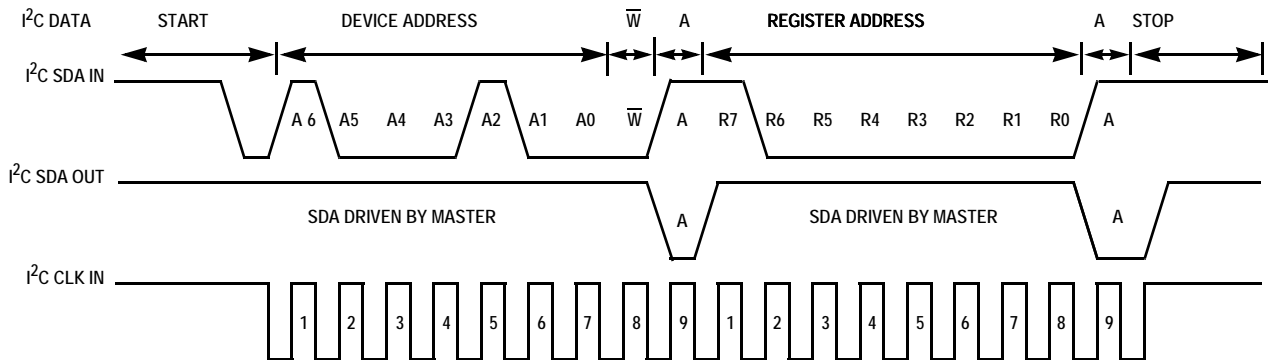 I²C DATA START DEVICE ADDRESS W̅ A REGISTER ADDRESS A STOP
I²C SDA IN
A 6 A5 A4 A3 A2 A1 A0 W̅ A R7 R6 R5 R4 R3 R2 R1 R0 A
I²C SDA OUT
SDA DRIVEN BY MASTER A SDA DRIVEN BY MASTER A
I²C CLK IN
1 2 3 4 5 6 7 8 9 1 2 3 4 5 6 7 8 9